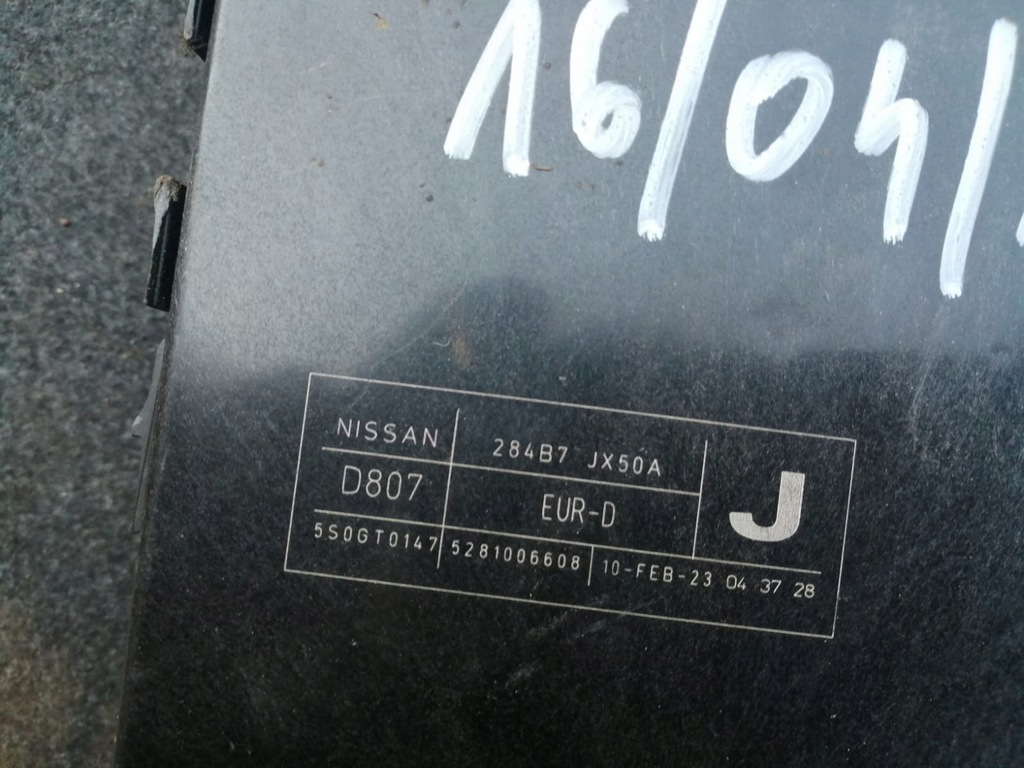 16/04/
NISSAN
284B7 JX50A
J
D807
EUR-D
5S0GT0147
5281006608
10-FEB-23 04 37 28